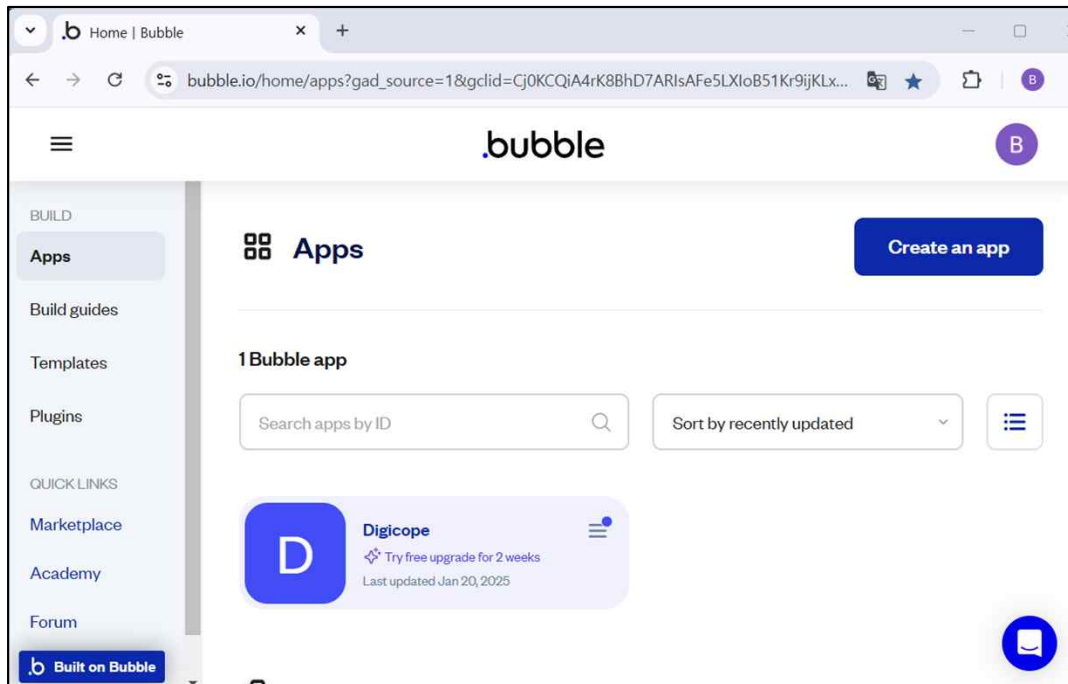 .b Home | Bubble
bubble.io/home/apps?gad_source=1&gclid=Cj0KCQiA4rK8BhD7ARIsAFe5LXIoB51Kr9ijKLx...
B
.bubble
B
BUILD
Apps
Build guides
Templates
Plugins
QUICK LINKS
Marketplace
Academy
Forum
.b Built on Bubble
Apps
Create an app
1 Bubble app
Search apps by ID
Sort by recently updated
D
Digicope
Try free upgrade for 2 weeks
Last updated Jan 20, 2025